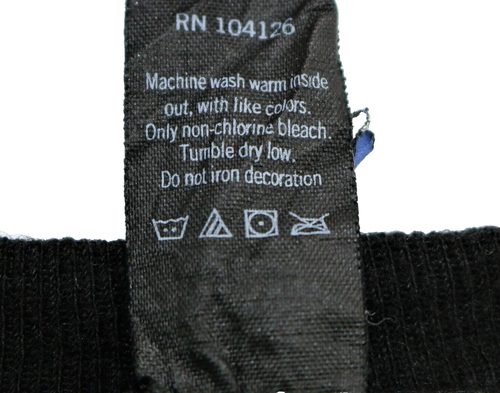 RN 104126
Machine wash warm inside
out, with like colors.
Only non-chlorine bleach.
Tumble dry low.
Do not iron decoration